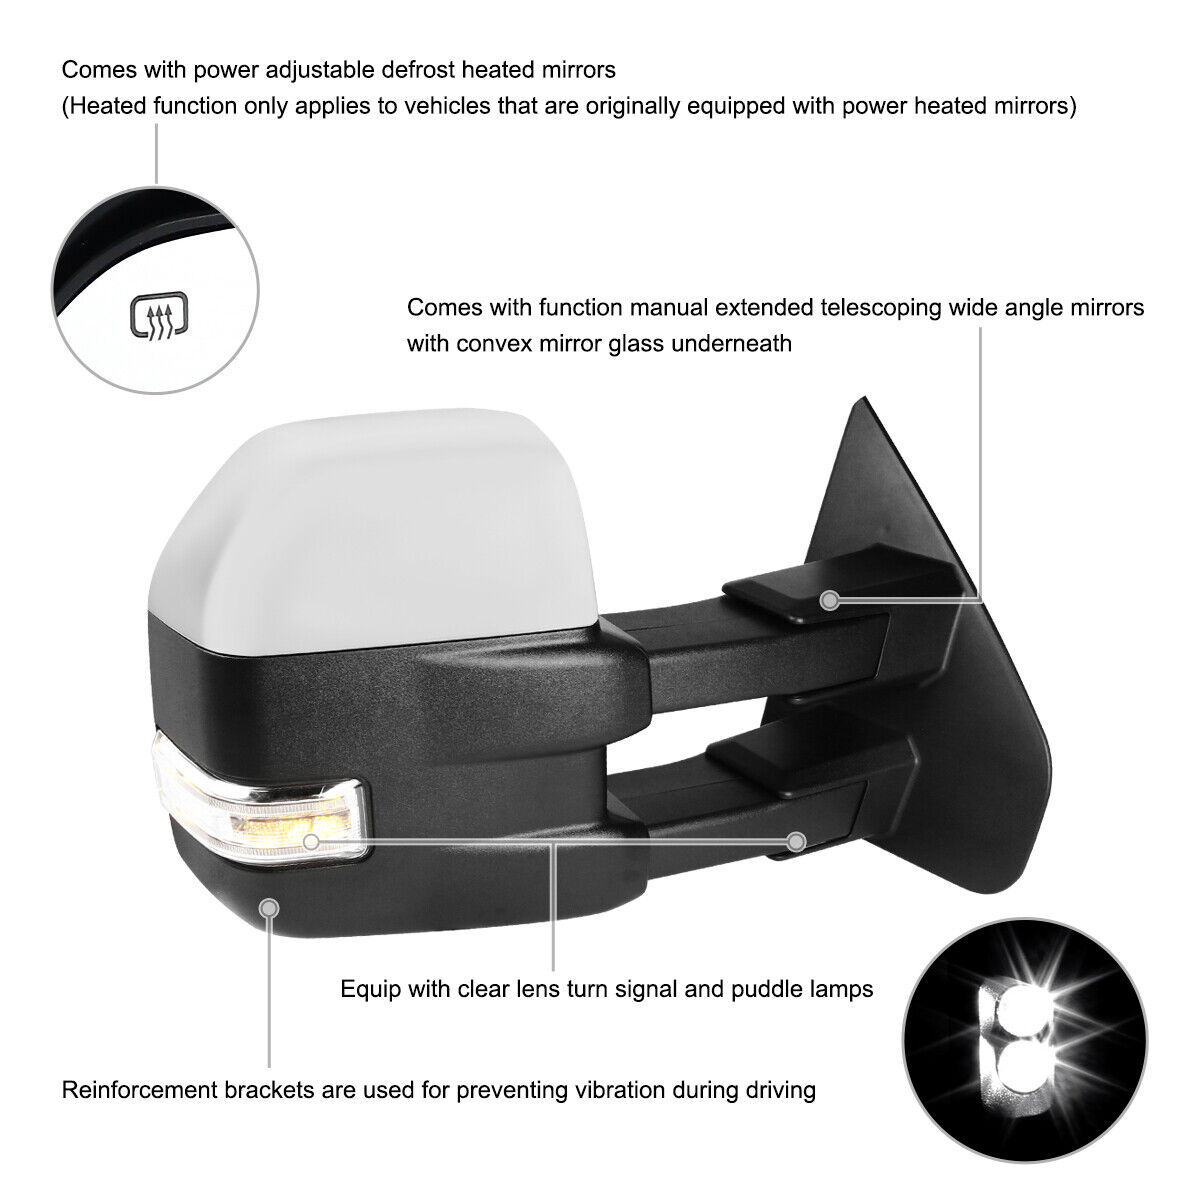 Comes with power adjustable defrost heated mirrors
(Heated function only applies to vehicles that are originally equipped with power heated mirrors)
Comes with function manual extended telescoping wide angle mirrors
with convex mirror glass underneath
Equip with clear lens turn signal and puddle lamps
Reinforcement brackets are used for preventing vibration during driving